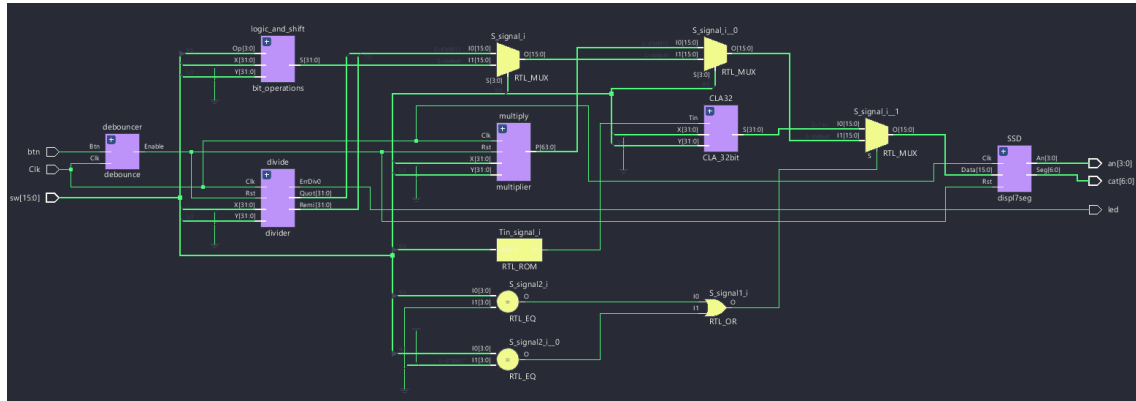 logic_and_shift
Op[3:0]
X[31:0]
Y[31:0]
S[31:0]
bit_operations
S_signal_i
I0[15:0]
I1[15:0]
S[3:0]
O[15:0]
RTL_MUX
S_signal_i__0
I0[15:0]
I1[15:0]
S[3:0]
O[15:0]
RTL_MUX
debouncer
Btn
Clk
Enable
debounce
btn
Clk
sw[15:0]
divide
Clk
Rst
X[31:0]
Y[31:0]
ErrDiv0
Quot[31:0]
Remi[31:0]
divider
multiply
Clk
Rst
X[31:0]
Y[31:0]
P[63:0]
multiplier
CLA32
Tin
X[31:0]
Y[31:0]
S[31:0]
CLA_32bit
S_signal_i__1
I0[15:0]
I1[15:0]
S
O[15:0]
RTL_MUX
SSD
Clk
Data[15:0]
Rst
An[3:0]
Seg[6:0]
displ7seg
an[3:0]
cat[6:0]
led
Tin_signal_i
RTL_ROM
S_signal2_i
I0[3:0]
I1[3:0]
O
RTL_EQ
S_signal1_i
I0
I1
O
RTL_OR
S_signal2_i__0
I0[3:0]
I1[3:0]
O
RTL_EQ